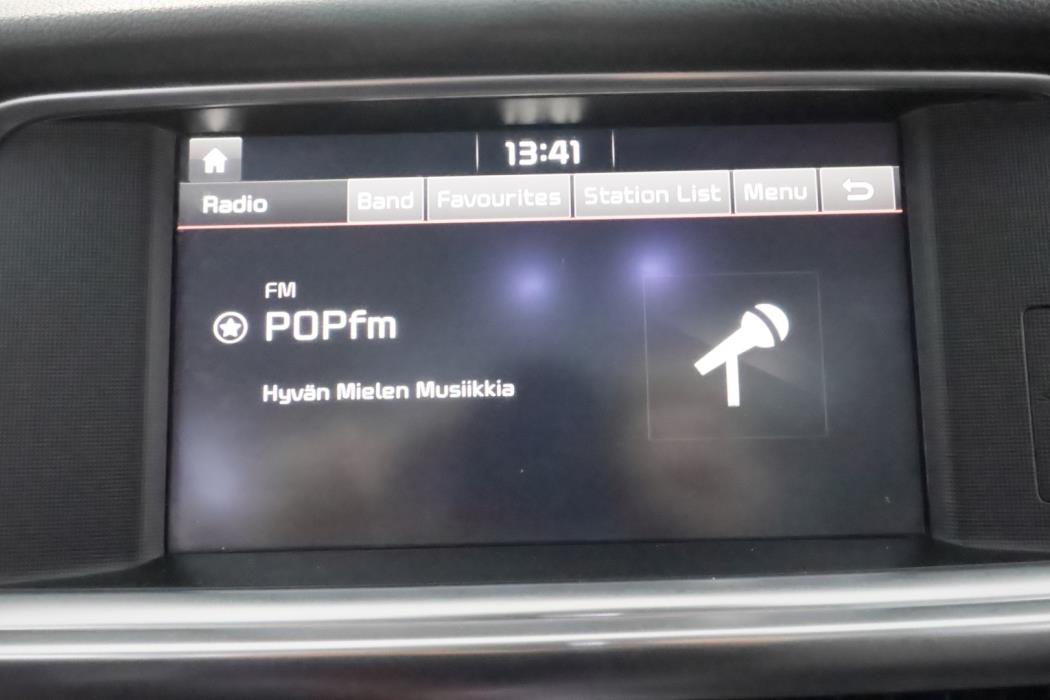 13:41
Radio Band Favourites Station List Menu
FM
POPfm
Hyvän Mielen Musiikkia